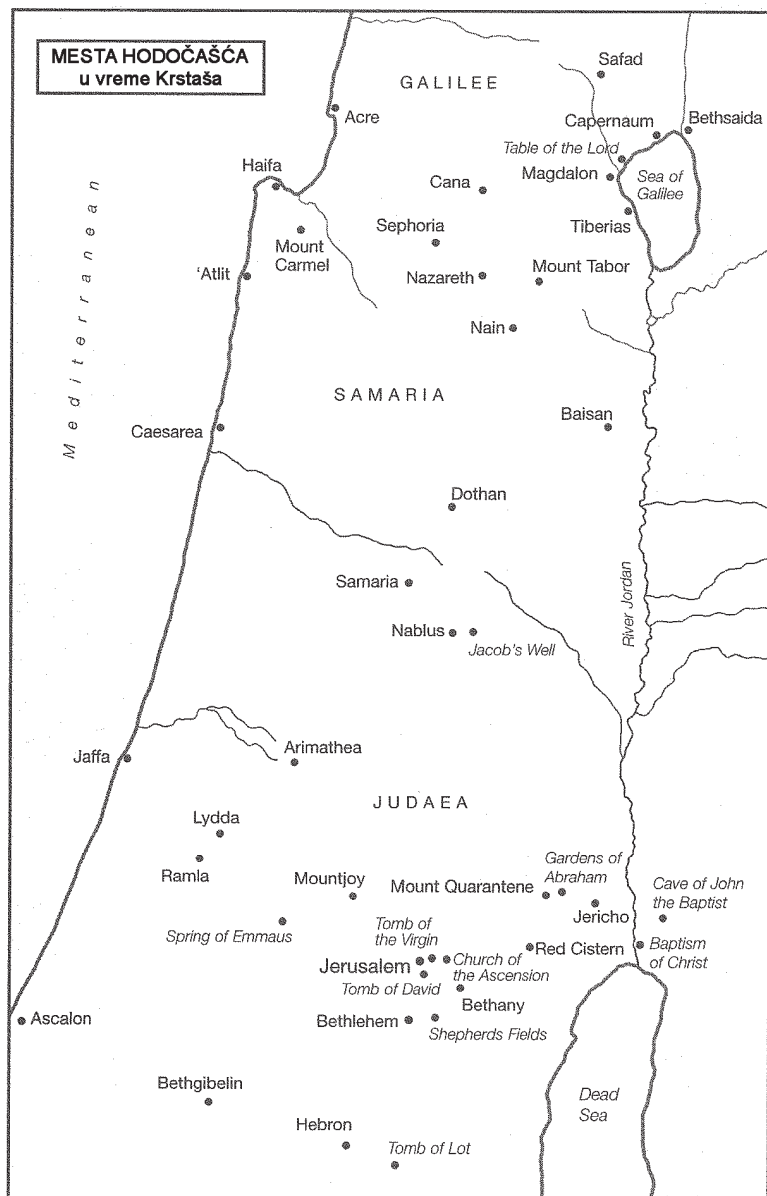 MESTA HODOČAŠĆA
u vreme Krstaša
Safad
GALILEE
Acre
Capernaum
Bethsaida
Table of the Lord
Haifa
Magdalon
Sea of
Galilee
Cana
Tiberias
Sephoria
Mount
Carmel
'Atlit
Nazareth
Mount Tabor
Nain
Mediterranean
SAMARIA
Caesarea
Baisan
Dothan
Samaria
River Jordan
Nablus
Jacob's Well
Jaffa
Arimathea
JUDAEA
Lydda
Ramla
Mountjoy
Mount Quarantene
Gardens of
Abraham
Jericho
Cave of John
the Baptist
Spring of Emmaus
Tomb of
the Virgin
Red Cistern
Baptism
of Christ
Jerusalem
Church of
the Ascension
Tomb of David
Bethany
Ascalon
Bethlehem
Shepherds Fields
Bethgibelin
Dead
Sea
Hebron
Tomb of Lot